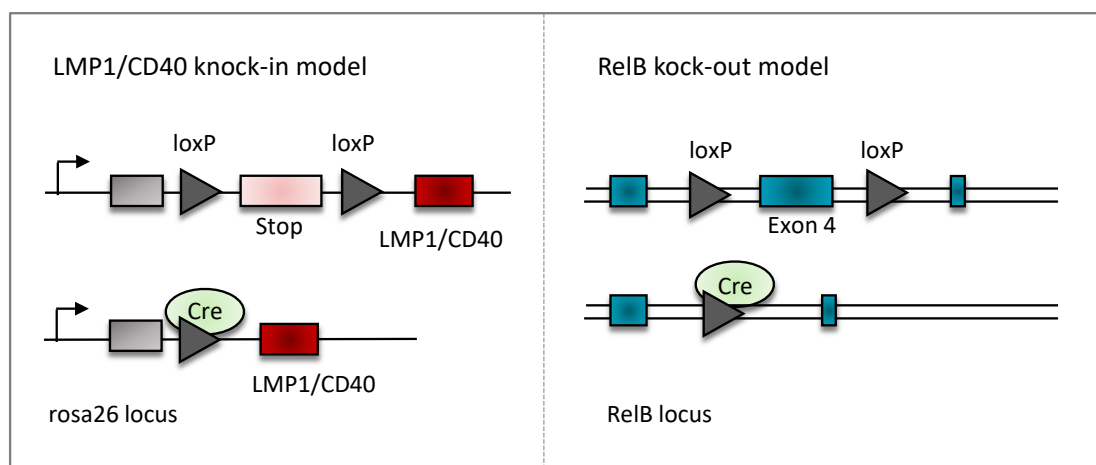 LMP1/CD40 knock-in model
loxP
loxP
Stop
LMP1/CD40
Cre
LMP1/CD40
rosa26 locus
RelB kock-out model
loxP
loxP
Exon 4
Cre
RelB locus